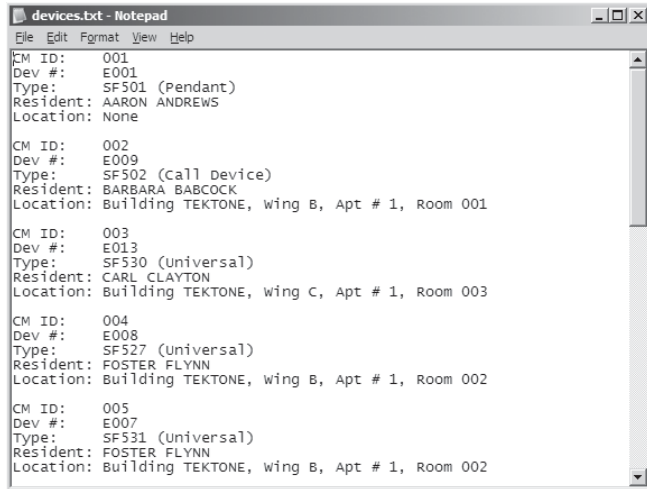 devices.txt - Notepad
File Edit Format View Help
CM ID: 001
Dev #: E001
Type: SF501 (Pendant)
Resident: AARON ANDREWS
Location: None
CM ID: 002
Dev #: E009
Type: SF502 (Call Device)
Resident: BARBARA BABCOCK
Location: Building TEKTONE, Wing B, Apt # 1, Room 001
CM ID: 003
Dev #: E013
Type: SF530 (Universal)
Resident: CARL CLAYTON
Location: Building TEKTONE, Wing C, Apt # 1, Room 003
CM ID: 004
Dev #: E008
Type: SF527 (Universal)
Resident: FOSTER FLYNN
Location: Building TEKTONE, Wing B, Apt # 1, Room 002
CM ID: 005
Dev #: E007
Type: SF531 (Universal)
Resident: FOSTER FLYNN
Location: Building TEKTONE, Wing B, Apt # 1, Room 002